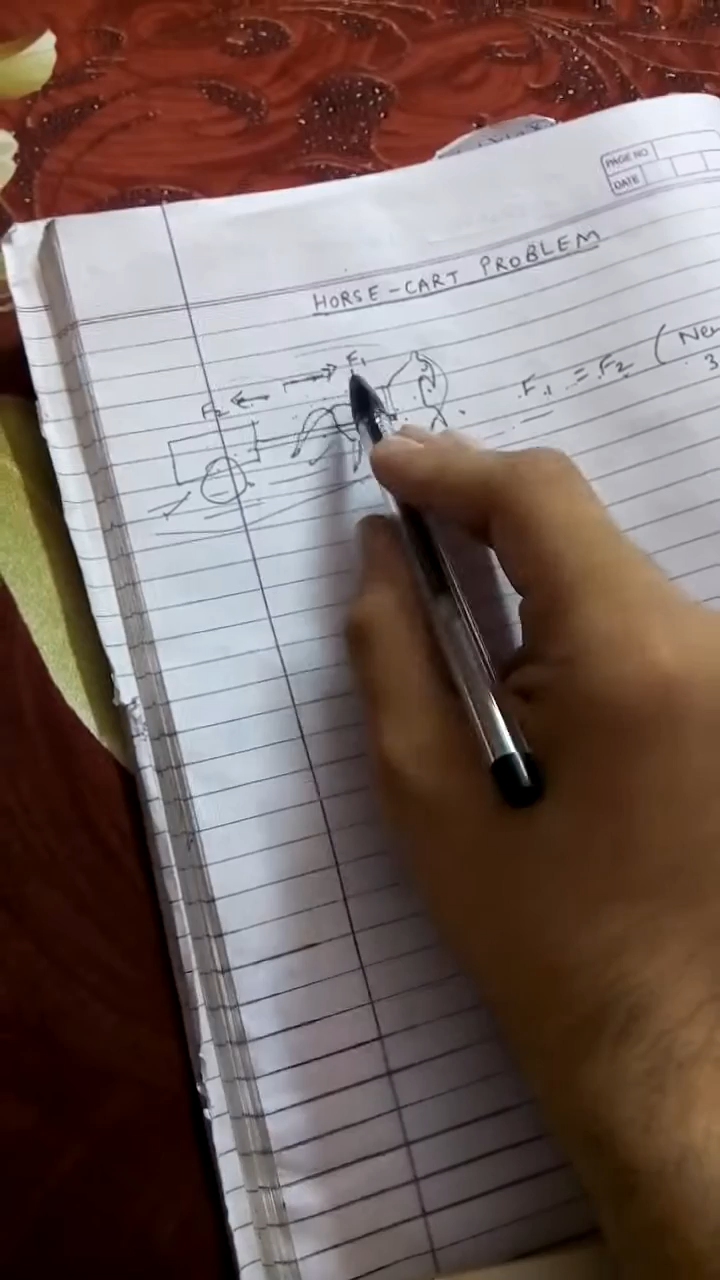 PAGE NO.
DATE
HORSE-CART PROBLEM
F1
F2
F1 = F2 (New
3